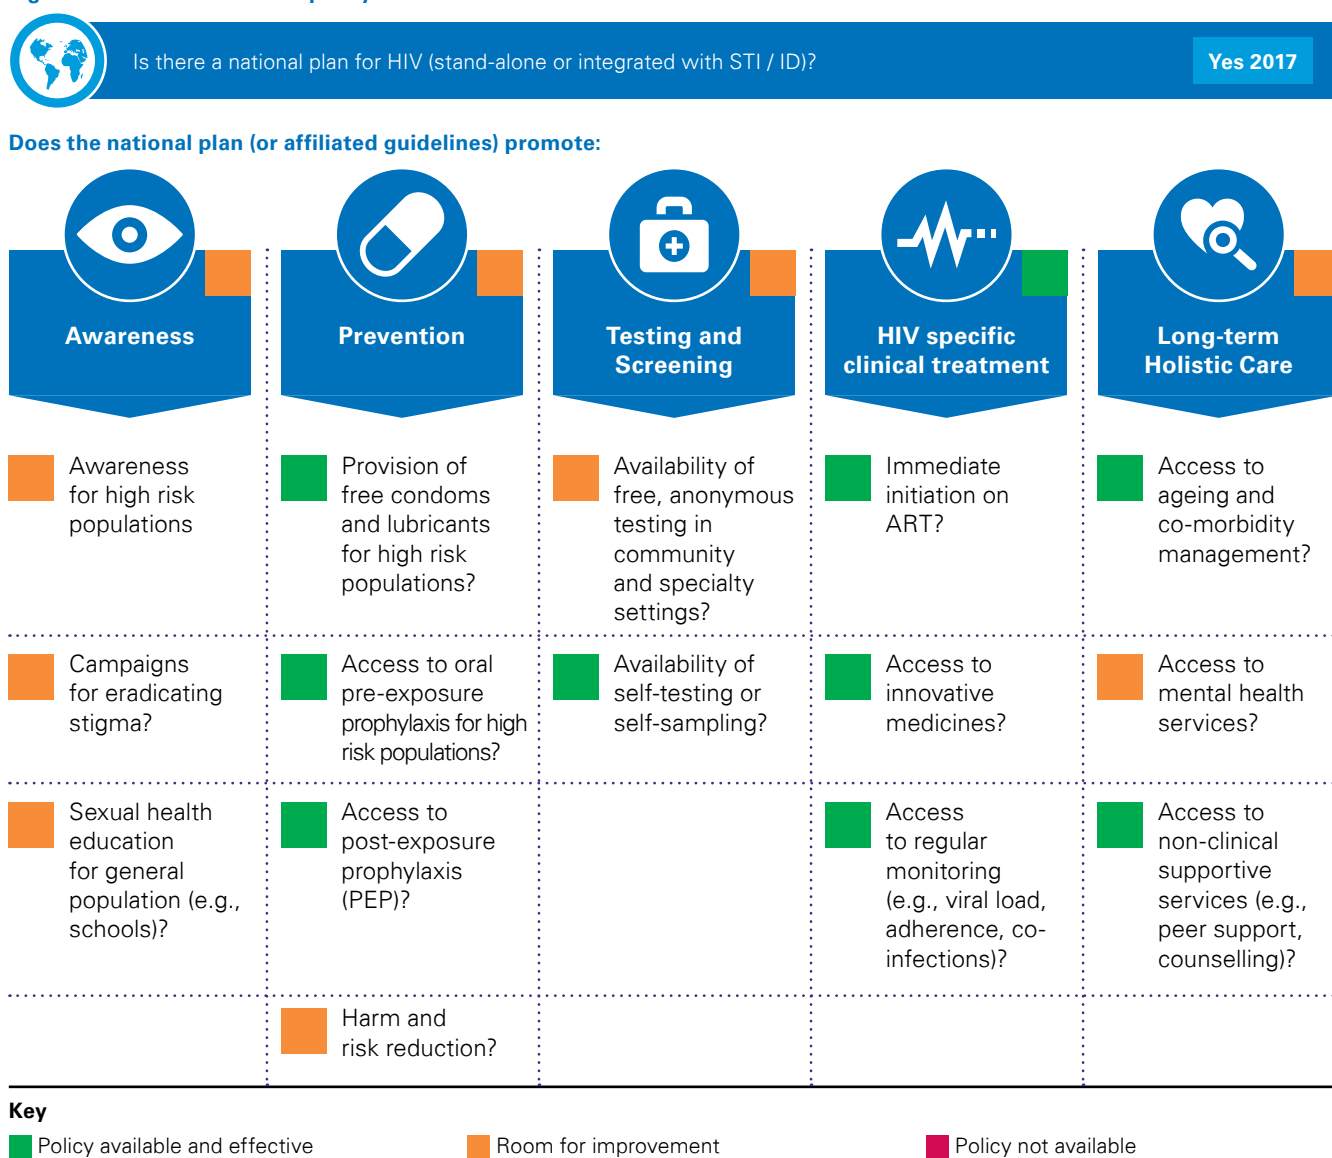 Is there a national plan for HIV (stand-alone or integrated with STI / ID)?
Yes 2017
Does the national plan (or affiliated guidelines) promote:
Awareness
Prevention
Testing and
Screening
HIV specific
clinical treatment
Long-term
Holistic Care
Awareness
for high risk
populations
Provision of
free condoms
and lubricants
for high risk
populations?
Availability of
free, anonymous
testing in
community
and specialty
settings?
Immediate
initiation on
ART?
Access to
ageing and
co-morbidity
management?
Campaigns
for eradicating
stigma?
Access to oral
pre-exposure
prophylaxis for high
risk populations?
Availability of
self-testing or
self-sampling?
Access to
innovative
medicines?
Access to
mental health
services?
Sexual health
education
for general
population (e.g.,
schools)?
Access to
post-exposure
prophylaxis
(PEP)?
Access
to regular
monitoring
(e.g., viral load,
adherence, co-
infections)?
Access to
non-clinical
supportive
services (e.g.,
peer support,
counselling)?
Harm and
risk reduction?
Key
Policy available and effective
Room for improvement
Policy not available